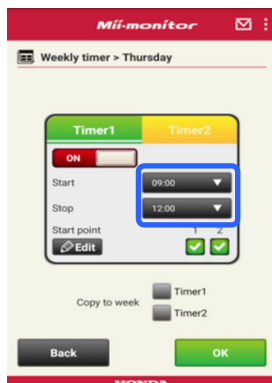 Mii-monitor
Weekly timer > Thursday
Timer1 Timer2
ON
Start 09:00
Stop 12:00
Start point 1 2
Edit
Copy to week
Timer1
Timer2
Back OK
HONDA